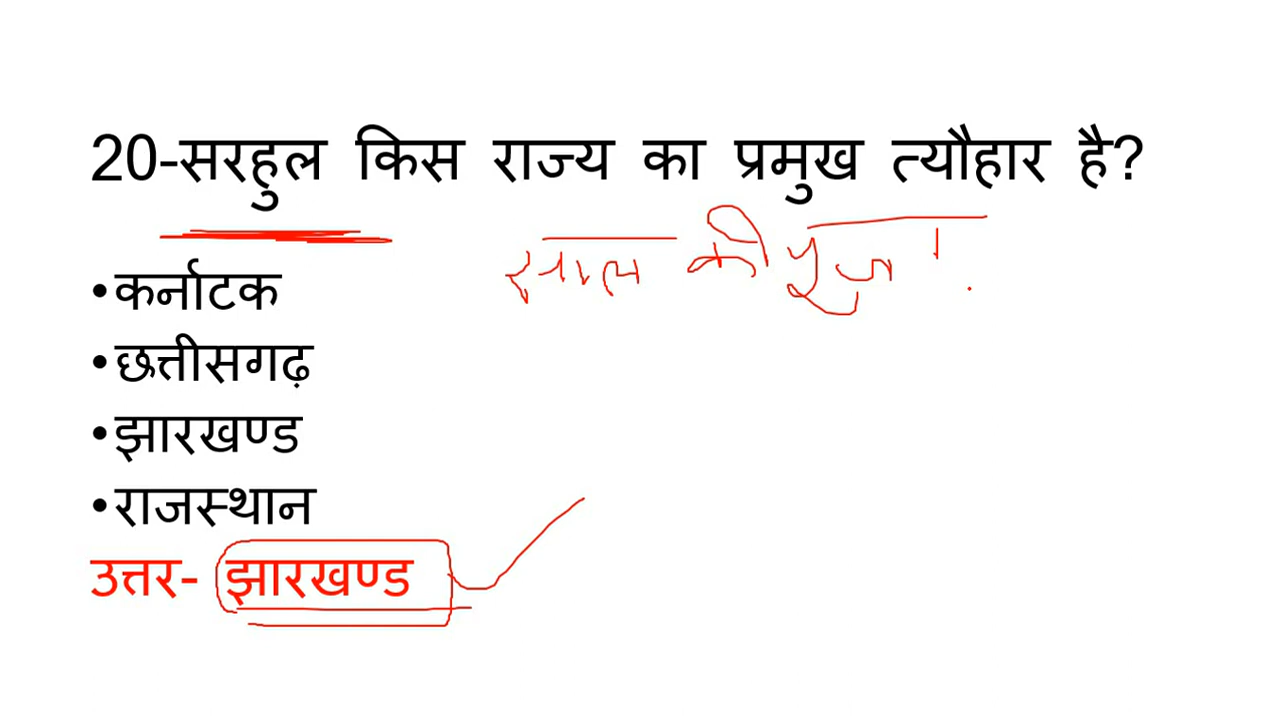 20-सरहुल किस राज्य का प्रमुख त्यौहार है?
साल की पूजा
•कर्नाटक
•छत्तीसगढ़
•झारखण्ड
•राजस्थान
उत्तर- झारखण्ड